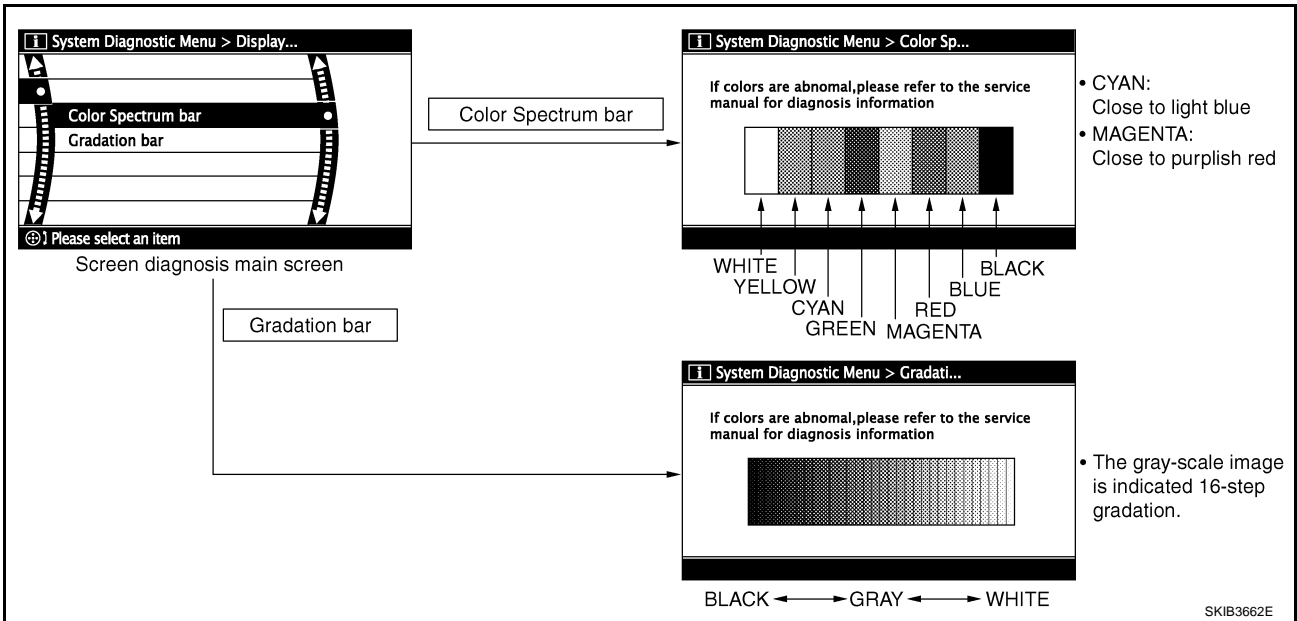 System Diagnostic Menu > Display...
Color Spectrum bar
Gradation bar
Please select an item
Screen diagnosis main screen
Color Spectrum bar
Gradation bar
System Diagnostic Menu > Color Sp...
If colors are abnomal,please refer to the service
manual for diagnosis information
WHITE
YELLOW
CYAN
GREEN
MAGENTA
RED
BLUE
BLACK
• CYAN:
Close to light blue
• MAGENTA:
Close to purplish red
System Diagnostic Menu > Gradati...
If colors are abnomal,please refer to the service
manual for diagnosis information
BLACK GRAY WHITE
• The gray-scale image
is indicated 16-step
gradation.
SKIB3662E